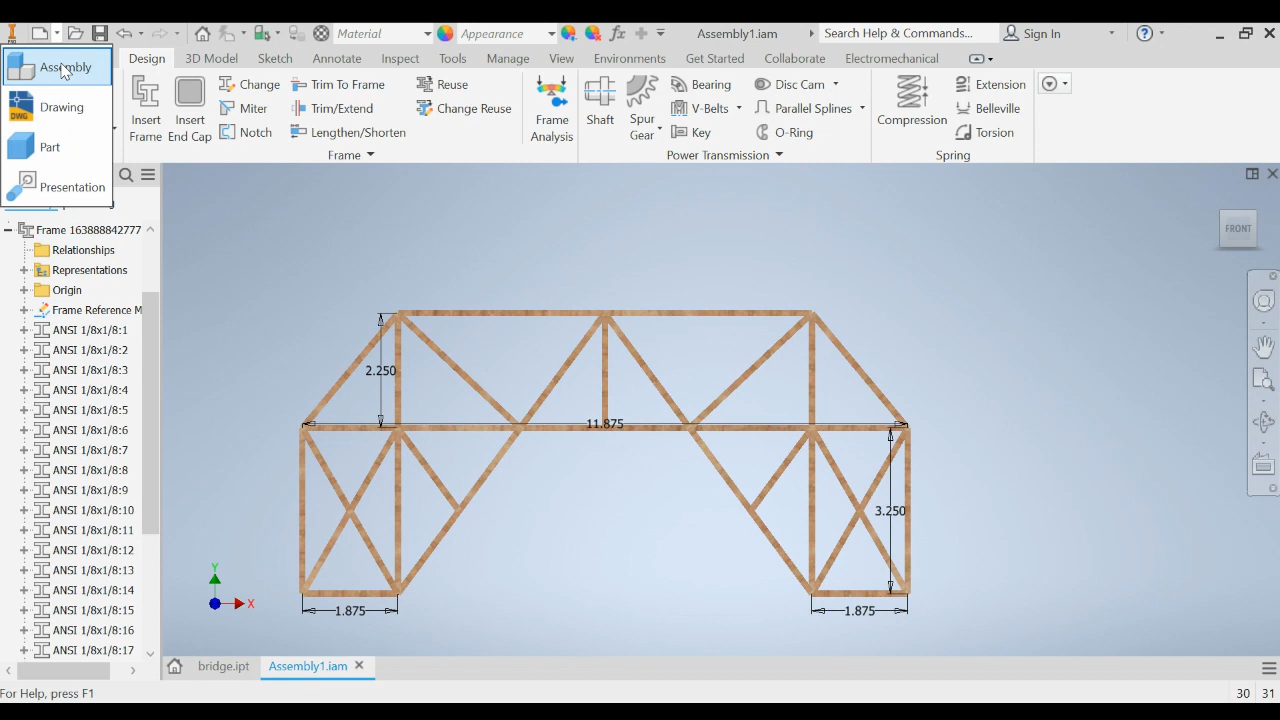 Material
Appearance
Assembly1.iam
Search Help & Commands...
Sign In
Assembly
Drawing
Part
Presentation
Design
3D Model
Sketch
Annotate
Inspect
Tools
Manage
View
Environments
Get Started
Collaborate
Electromechanical
Insert
Frame
Insert
End Cap
Change
Miter
Notch
Trim To Frame
Trim/Extend
Lengthen/Shorten
Reuse
Change Reuse
Frame
Analysis
Shaft
Spur
Gear
Bearing
V-Belts
Key
Disc Cam
Parallel Splines
O-Ring
Compression
Extension
Belleville
Torsion
Frame
Power Transmission
Spring
Frame 163888842777
Relationships
Representations
Origin
Frame Reference M
ANSI 1/8x1/8:1
ANSI 1/8x1/8:2
ANSI 1/8x1/8:3
ANSI 1/8x1/8:4
ANSI 1/8x1/8:5
ANSI 1/8x1/8:6
ANSI 1/8x1/8:7
ANSI 1/8x1/8:8
ANSI 1/8x1/8:9
ANSI 1/8x1/8:10
ANSI 1/8x1/8:11
ANSI 1/8x1/8:12
ANSI 1/8x1/8:13
ANSI 1/8x1/8:14
ANSI 1/8x1/8:15
ANSI 1/8x1/8:16
ANSI 1/8x1/8:17
FRONT
2.250
11.875
3.250
1.875
1.875
Y
X
bridge.ipt
Assembly1.iam
For Help, press F1
30 31